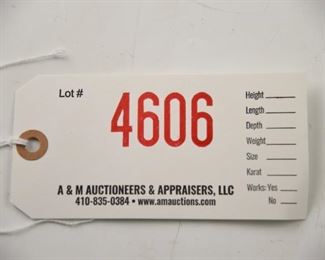 Lot #
4606
Height
Length
Depth
Weight
Size
Karat
Works: Yes
No
A & M AUCTIONEERS & APPRAISERS, LLC
410-835-0384 • www.amauctions.com